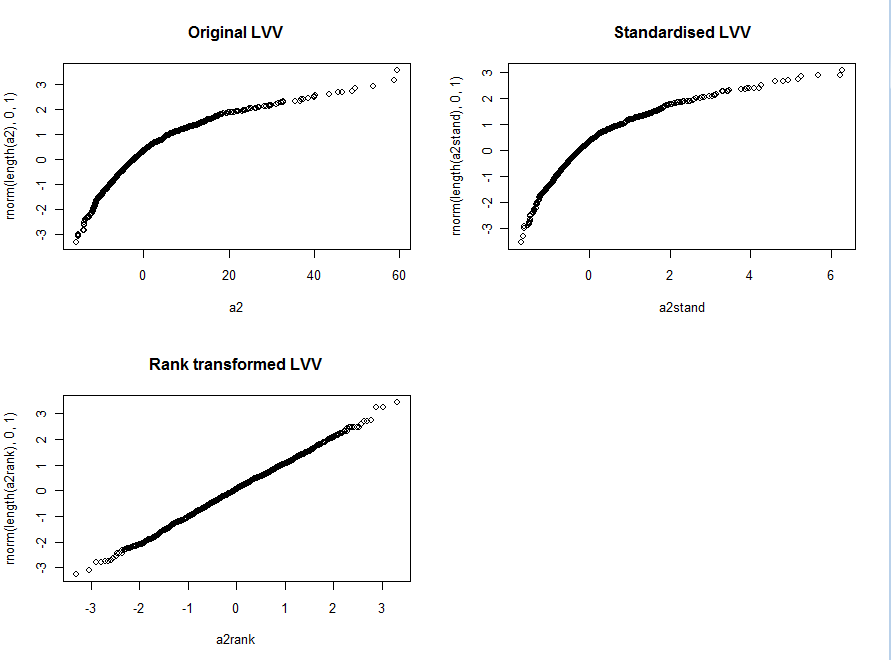 Original LVV
rnorm(length(a2), 0, 1)
3
2
1
0
-1
-2
-3
0 20 40 60
a2
Standardised LVV
rnorm(length(a2stand), 0, 1)
3
2
1
0
-1
-2
-3
0 2 4 6
a2stand
Rank transformed LVV
rnorm(length(a2rank), 0, 1)
3
2
1
0
-1
-2
-3
-3 -2 -1 0 1 2 3
a2rank